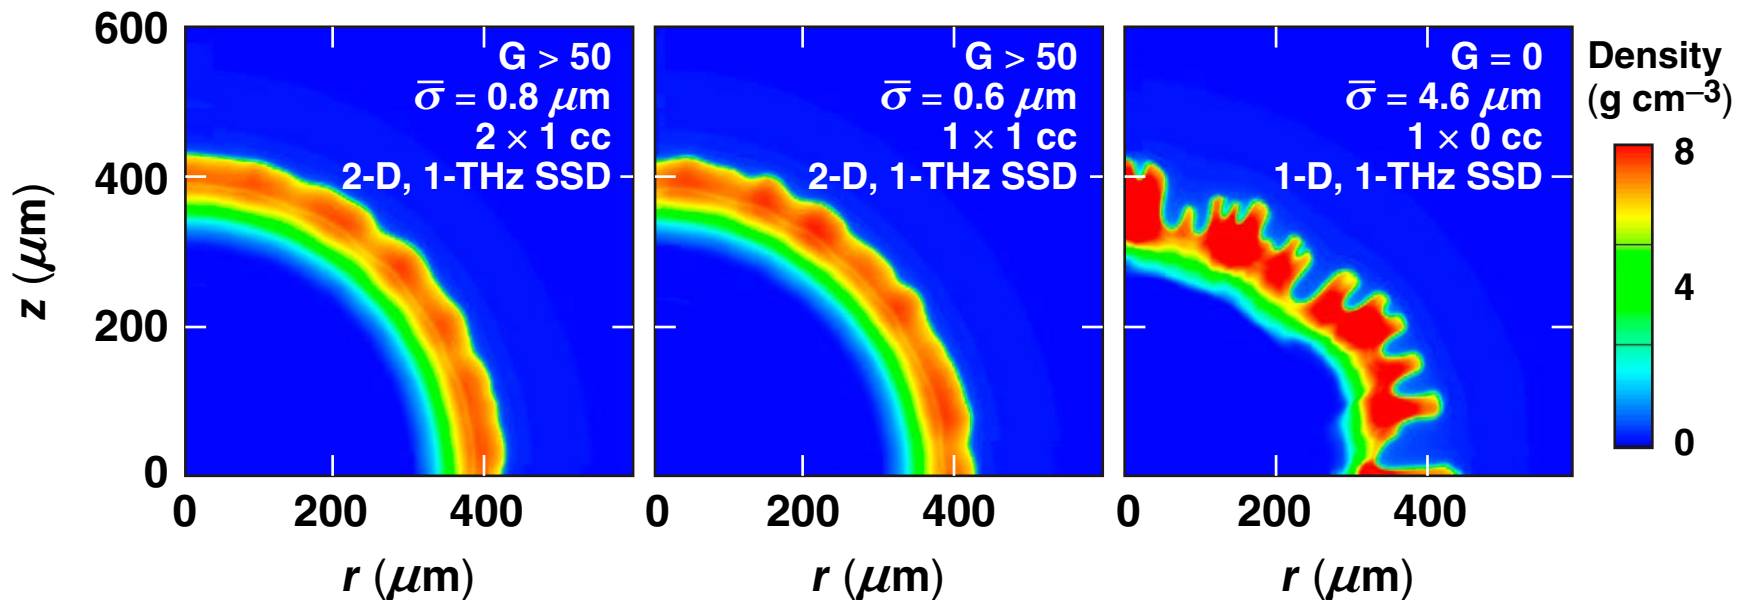 600
400
200
0
z (μm)
G > 50
σ̅ = 0.8 μm
2 × 1 cc
2-D, 1-THz SSD
0
200
400
r (μm)
G > 50
σ̅ = 0.6 μm
1 × 1 cc
2-D, 1-THz SSD
0
200
400
r (μm)
G = 0
σ̅ = 4.6 μm
1 × 0 cc
1-D, 1-THz SSD
0
200
400
r (μm)
Density
(g cm⁻³)
8
4
0